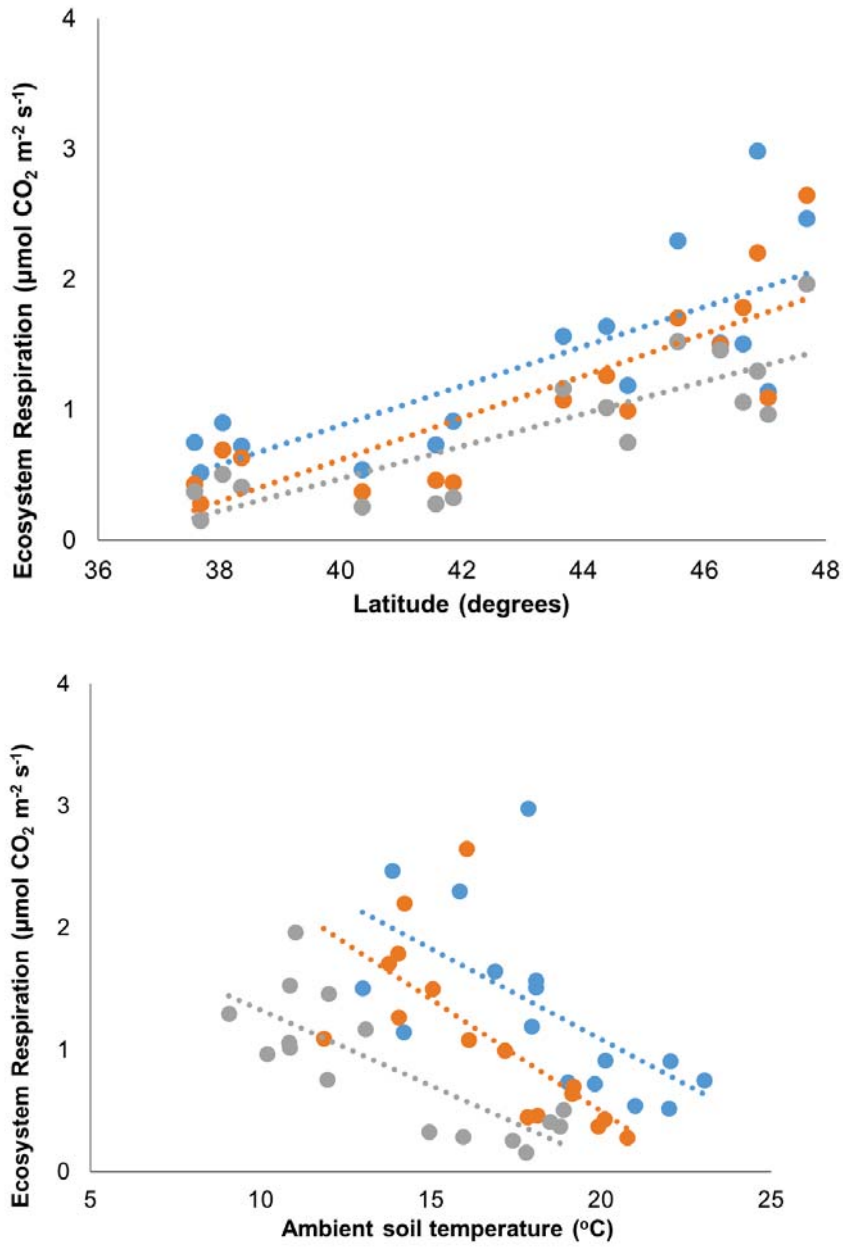 4
3
2
1
0
36 38 40 42 44 46 48
Ecosystem Respiration (µmol CO₂ m⁻² s⁻¹)
Latitude (degrees)
4
3
2
1
0
5 10 15 20 25
Ecosystem Respiration (µmol CO₂ m⁻² s⁻¹)
Ambient soil temperature (ºC)